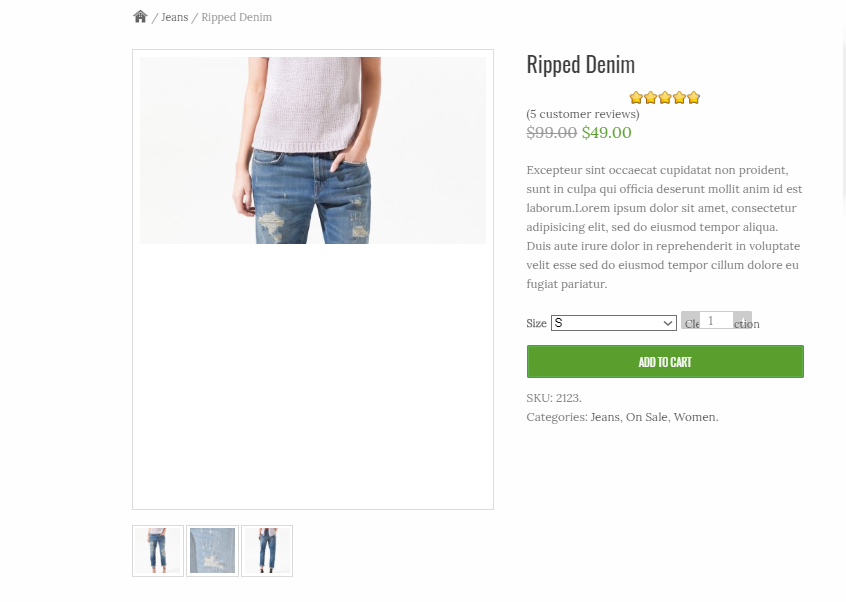 / Jeans / Ripped Denim
Ripped Denim
(5 customer reviews)
$99.00 $49.00
Excepteur sint occaecat cupidatat non proident,
sunt in culpa qui officia deserunt mollit anim id est
laborum.Lorem ipsum dolor sit amet, consectetur
adipisicing elit, sed do eiusmod tempor aliqua.
Duis aute irure dolor in reprehenderit in voluptate
velit esse sed do eiusmod tempor cillum dolore eu
fugiat pariatur.
Size S 1
ADD TO CART
SKU: 2123.
Categories: Jeans, On Sale, Women.